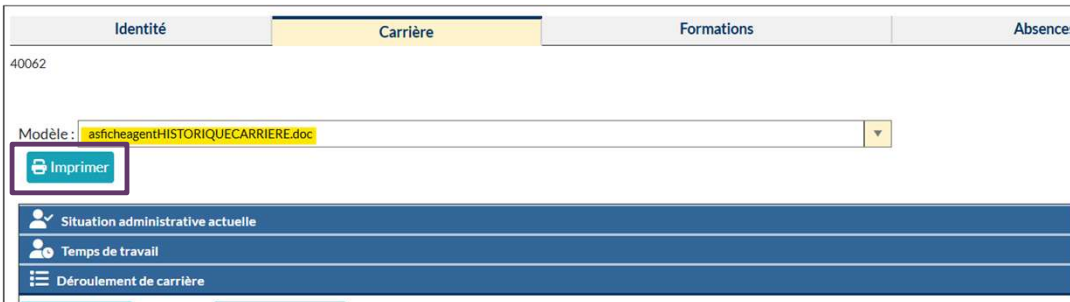 Identité Carrière Formations Absences
40062
Modèle : asficheagentHISTORIQUECARRIERE.doc
Imprimer
Situation administrative actuelle
Temps de travail
Déroulement de carrière